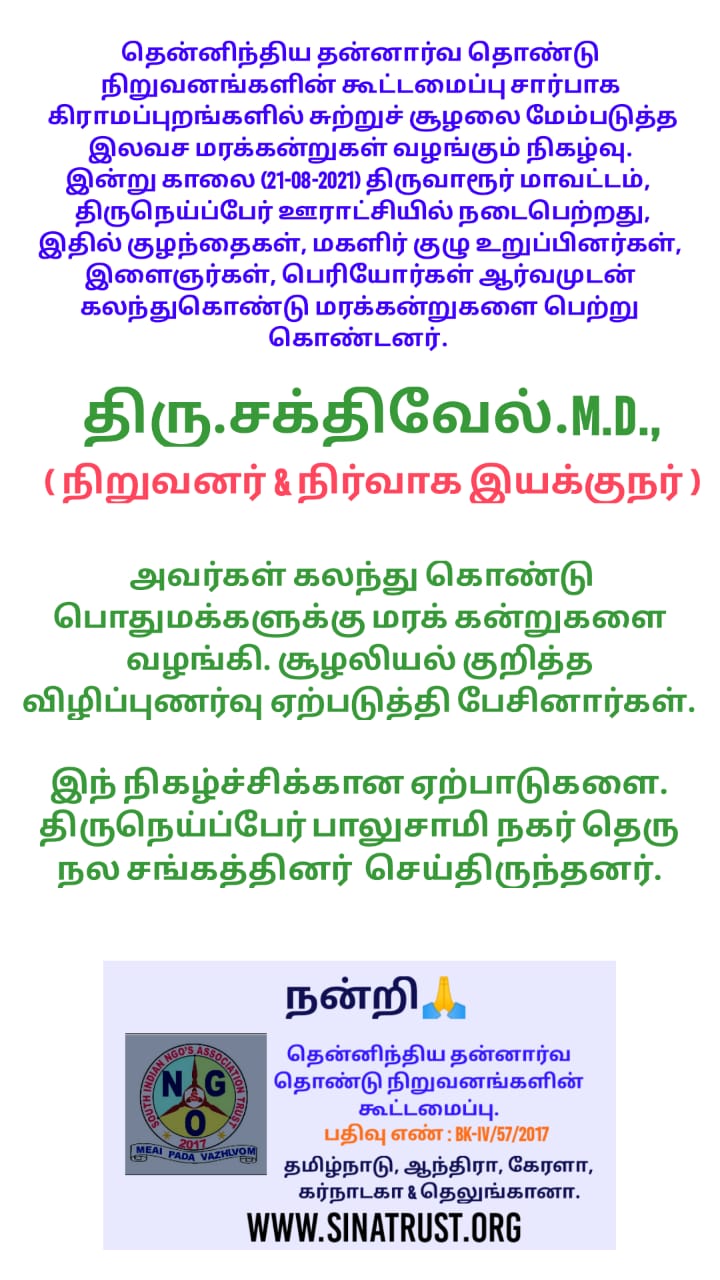 தென்னிந்திய தன்னார்வ தொண்டு
நிறுவனங்களின் கூட்டமைப்பு சார்பாக
கிராமப்புறங்களில் சுற்றுச் சூழலை மேம்படுத்த
இலவச மரக்கன்றுகள் வழங்கும் நிகழ்வு.
இன்று காலை (21-08-2021) திருவாரூர் மாவட்டம்,
திருநெய்ப்பேர் ஊராட்சியில் நடைபெற்றது,
இதில் குழந்தைகள், மகளிர் குழு உறுப்பினர்கள்,
இளைஞர்கள், பெரியோர்கள் ஆர்வமுடன்
கலந்துகொண்டு மரக்கன்றுகளை பெற்று
கொண்டனர்.
திரு.சக்திவேல்.M.D.,
( நிறுவனர் & நிர்வாக இயக்குநர் )
அவர்கள் கலந்து கொண்டு
பொதுமக்களுக்கு மரக் கன்றுகளை
வழங்கி. சூழலியல் குறித்த
விழிப்புணர்வு ஏற்படுத்தி பேசினார்கள்.
இந் நிகழ்ச்சிக்கான ஏற்பாடுகளை.
திருநெய்ப்பேர் பாலுசாமி நகர் தெரு
நல சங்கத்தினர் செய்திருந்தனர்.
நன்றி🙏
SOUTH INDIAN NGO'S ASSOCIATION TRUST
N G
O
2017
MEAI PADA VAZHLVOM
தென்னிந்திய தன்னார்வ
தொண்டு நிறுவனங்களின்
கூட்டமைப்பு.
பதிவு எண் : BK-IV/57/2017
தமிழ்நாடு, ஆந்திரா, கேரளா,
கர்நாடகா & தெலுங்கானா.
WWW.SINATRUST.ORG